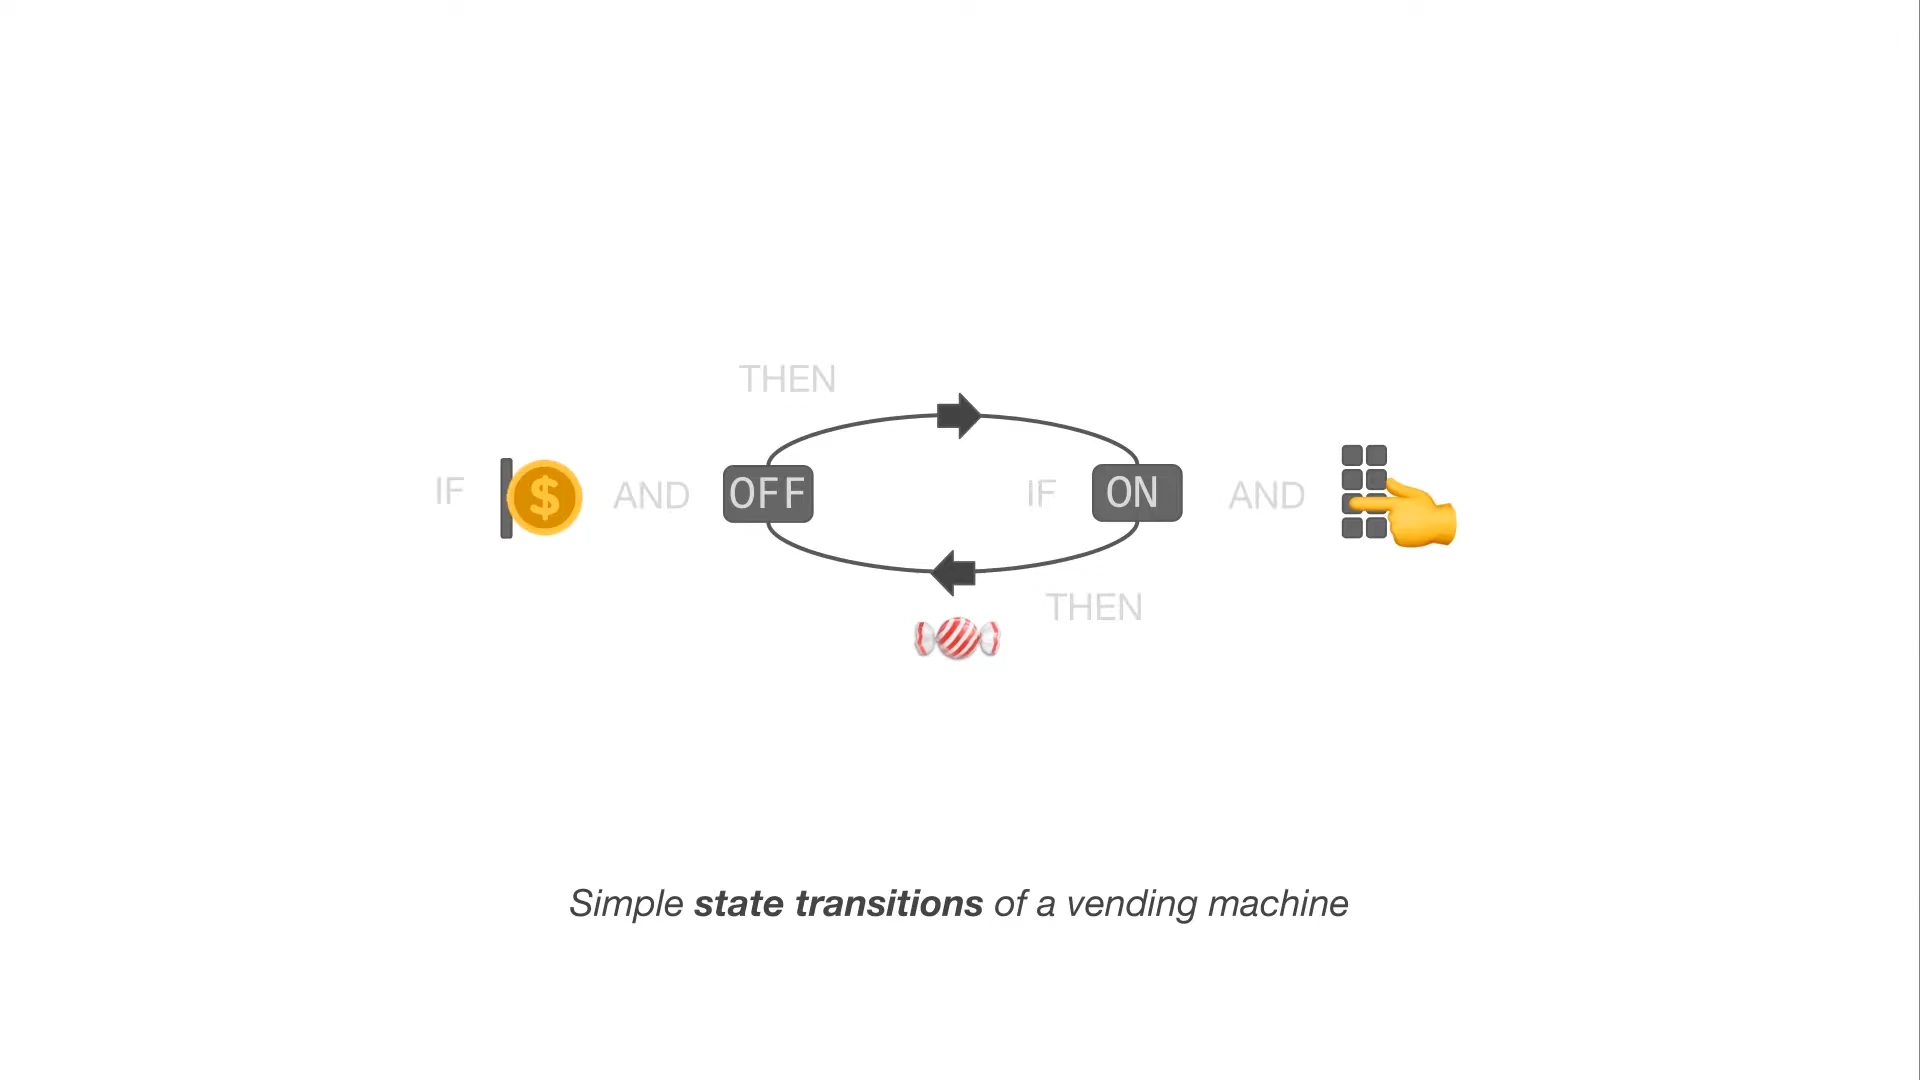 THEN
IF $ AND OFF IF ON AND
THEN
Simple state transitions of a vending machine